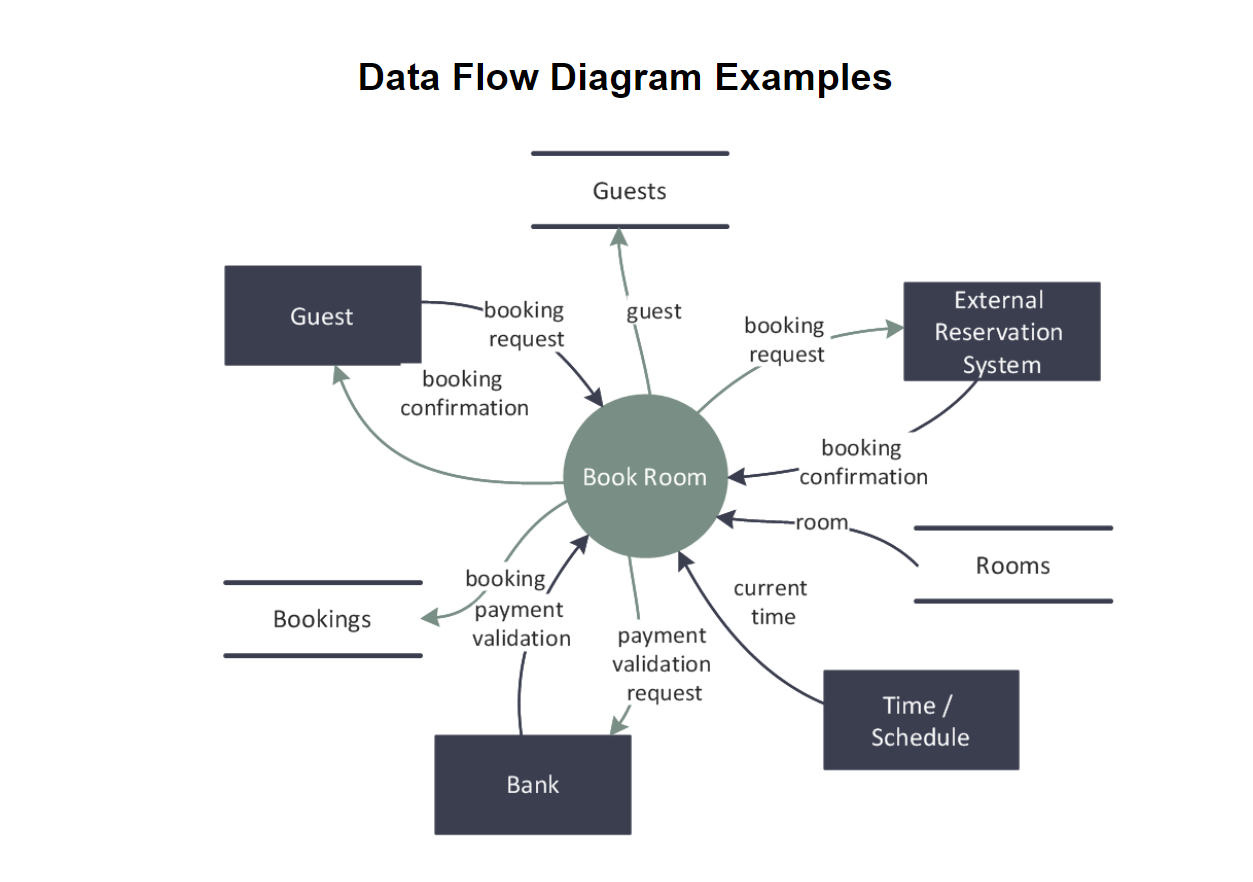 Data Flow Diagram Examples
Guests
Guest
booking
request
guest
booking
request
External
Reservation
System
booking
confirmation
Book Room
booking
confirmation
room
Rooms
booking
payment
validation
Bookings
current
time
payment
validation
request
Time /
Schedule
Bank